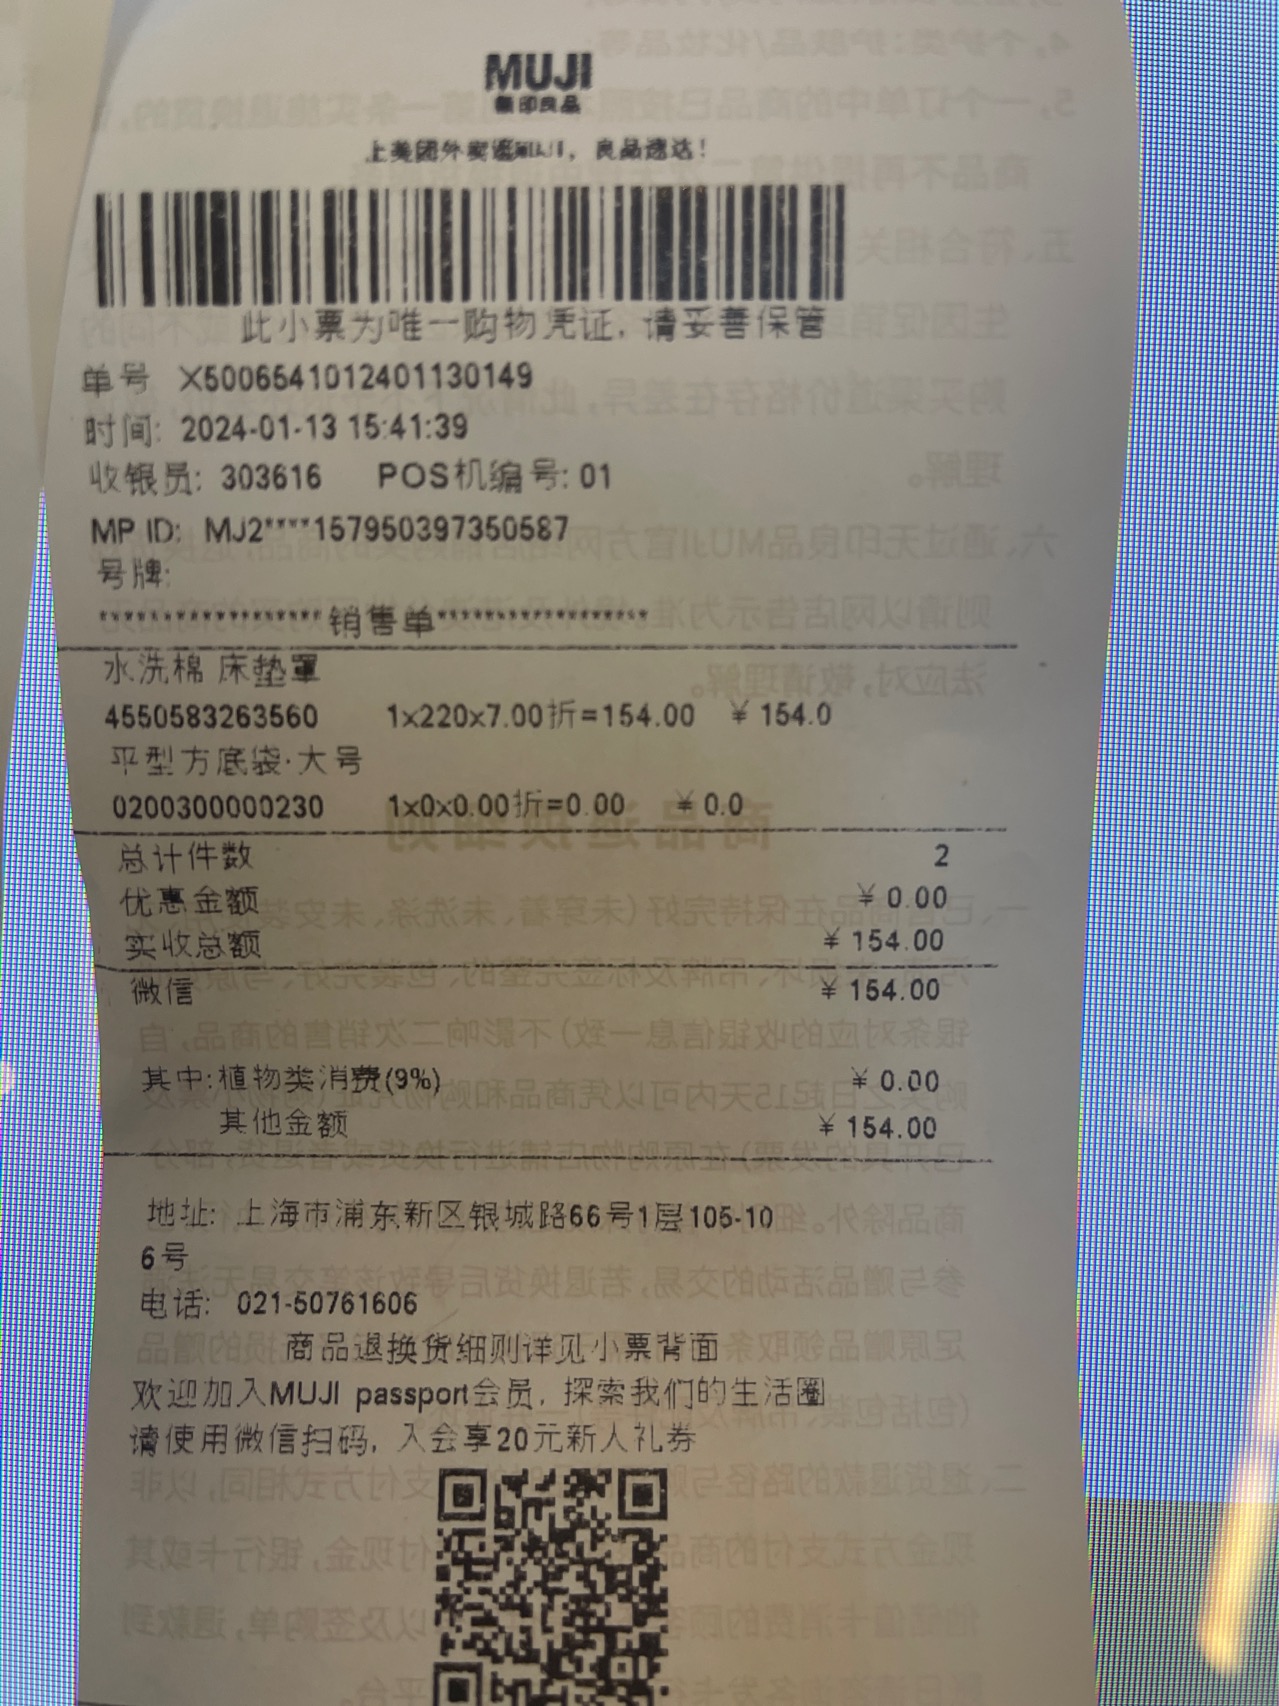 MUJI
無印良品
上美团外卖逛MUJI，良品速达！
此小票为唯一购物凭证，请妥善保管
单号 X5006541012401130149
时间: 2024-01-13 15:41:39
收银员: 303616 POS机编号: 01
MP ID: MJ2****157950397350587
号牌:
******************销售单******************
水洗棉 床垫罩
4550583263560 1x220x7.00折=154.00 ¥ 154.0
平型方底袋·大号
0200300000230 1x0x0.00折=0.00 ¥ 0.0
总计件数 2
优惠金额 ¥ 0.00
实收总额 ¥ 154.00
微信 ¥ 154.00
其中:植物类消费(9%) ¥ 0.00
其他金额 ¥ 154.00
地址: 上海市浦东新区银城路66号1层105-10
6号
电话: 021-50761606
商品退换货细则详见小票背面
欢迎加入MUJI passport会员，探索我们的生活圈
请使用微信扫码，入会享20元新人礼券